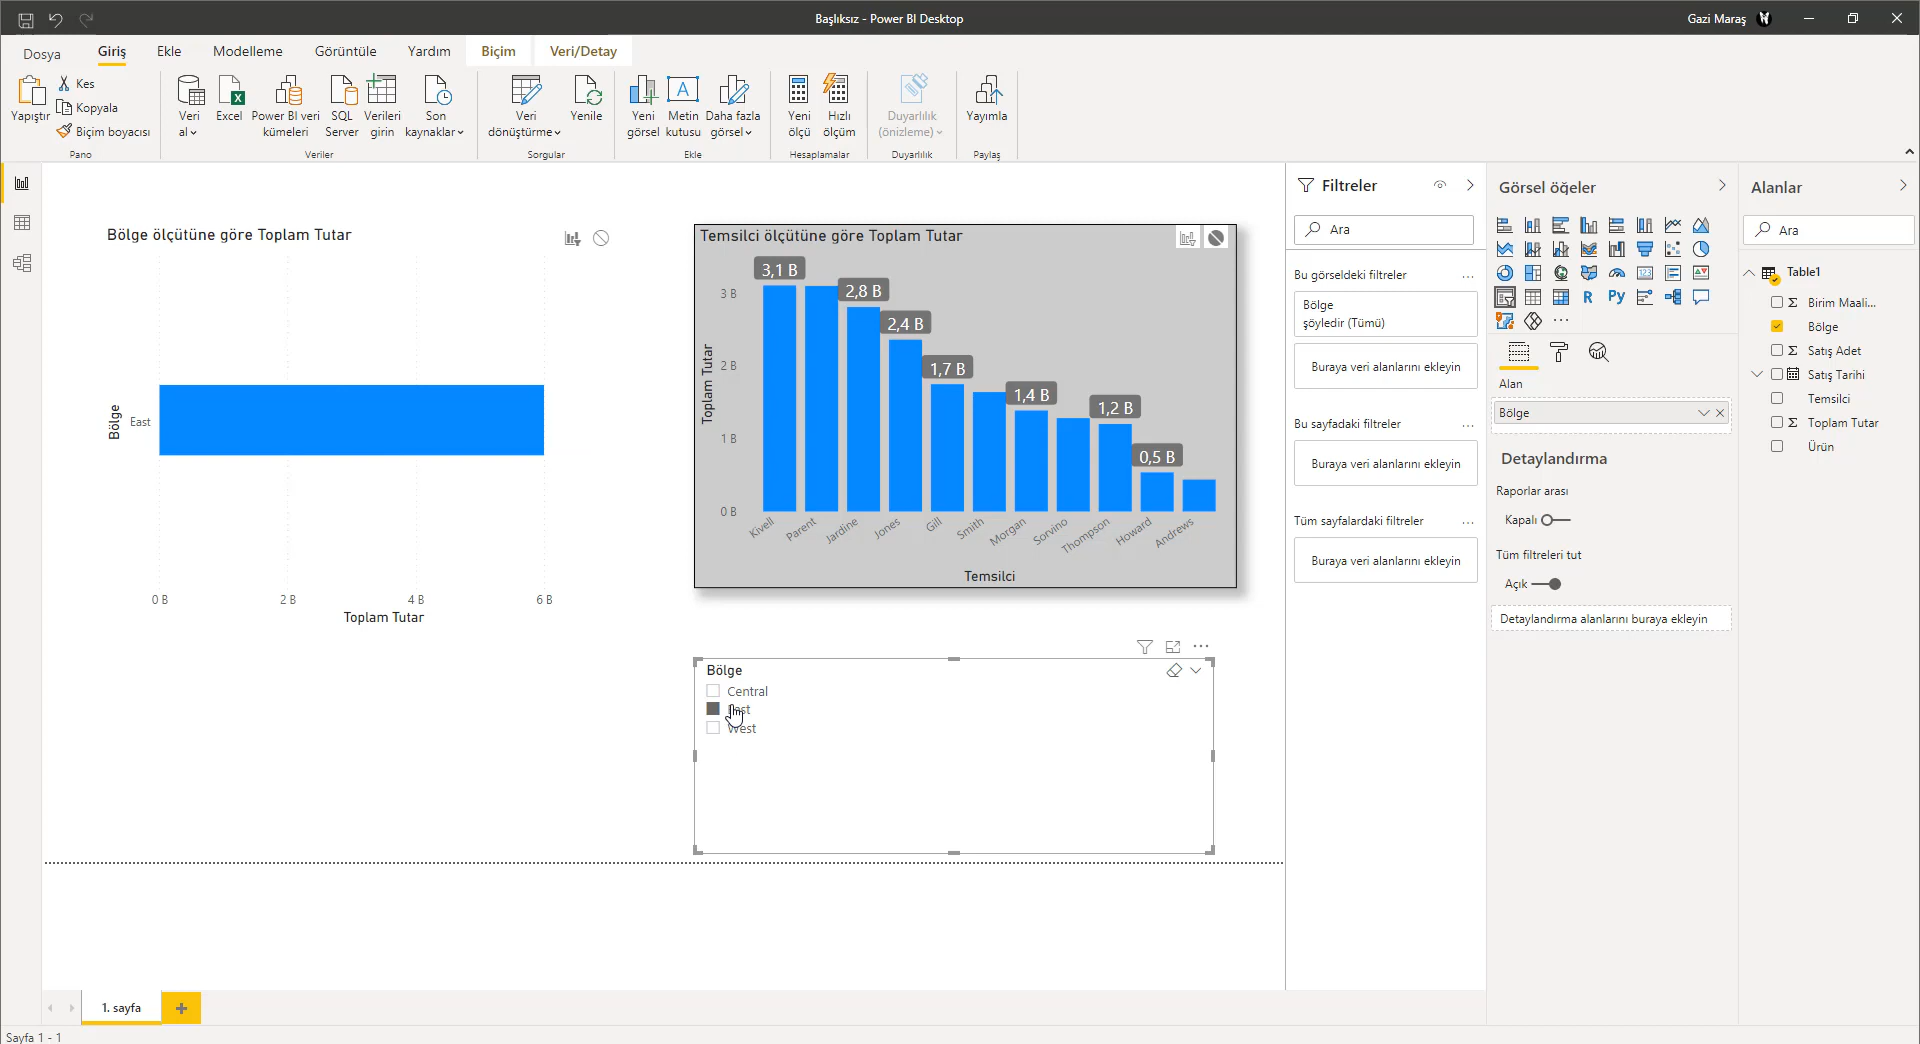 Başlıksız - Power BI Desktop
Gazi Maraş
Dosya
Giriş
Ekle
Modelleme
Görüntüle
Yardım
Biçim
Veri/Detay
Yapıştır
Kes
Kopyala
Biçim boyacısı
Pano
Veri al
Excel
Power BI veri kümeleri
SQL Server
Verileri girin
Son kaynaklar
Veriler
Veri dönüştürme
Yenile
Sorgular
Yeni görsel
Metin kutusu
Daha fazla görsel
Ekle
Yeni ölçü
Hızlı ölçüm
Hesaplamalar
Duyarlılık (önizleme)
Duyarlılık
Yayımla
Paylaş
Bölge ölçütüne göre Toplam Tutar
Bölge
East
0 B
2 B
4 B
6 B
Toplam Tutar
Temsilci ölçütüne göre Toplam Tutar
3,1 B
2,8 B
2,4 B
1,7 B
1,4 B
1,2 B
0,5 B
3 B
2 B
1 B
0 B
Toplam Tutar
Kivell
Parent
Jardine
Jones
Gill
Smith
Morgan
Sorvino
Thompson
Howard
Andrews
Temsilci
Bölge
Central
West
Filtreler
Ara
Bu görseldeki filtreler
...
Bölge
şöyledir (Tümü)
Buraya veri alanlarını ekleyin
Bu sayfadaki filtreler
...
Buraya veri alanlarını ekleyin
Tüm sayfalardaki filtreler
...
Buraya veri alanlarını ekleyin
Görsel öğeler
R
Py
123
...
Alan
Bölge
Detaylandırma
Raporlar arası
Kapalı
Tüm filtreleri tut
Açık
Detaylandırma alanlarını buraya ekleyin
Alanlar
Ara
Table1
Σ Birim Maali...
Bölge
Σ Satış Adet
Satış Tarihi
Temsilci
Σ Toplam Tutar
Ürün
1. sayfa
+
Sayfa 1 - 1